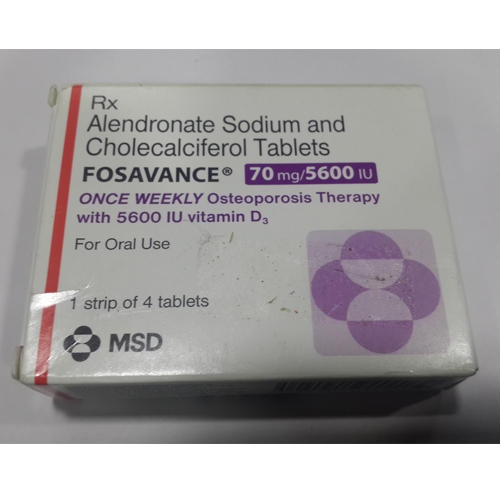 Rx
Alendronate Sodium and
Cholecalciferol Tablets
FOSAVANCE® 70 mg/5600 IU
ONCE WEEKLY Osteoporosis Therapy
with 5600 IU vitamin D₃
For Oral Use
1 strip of 4 tablets
MSD